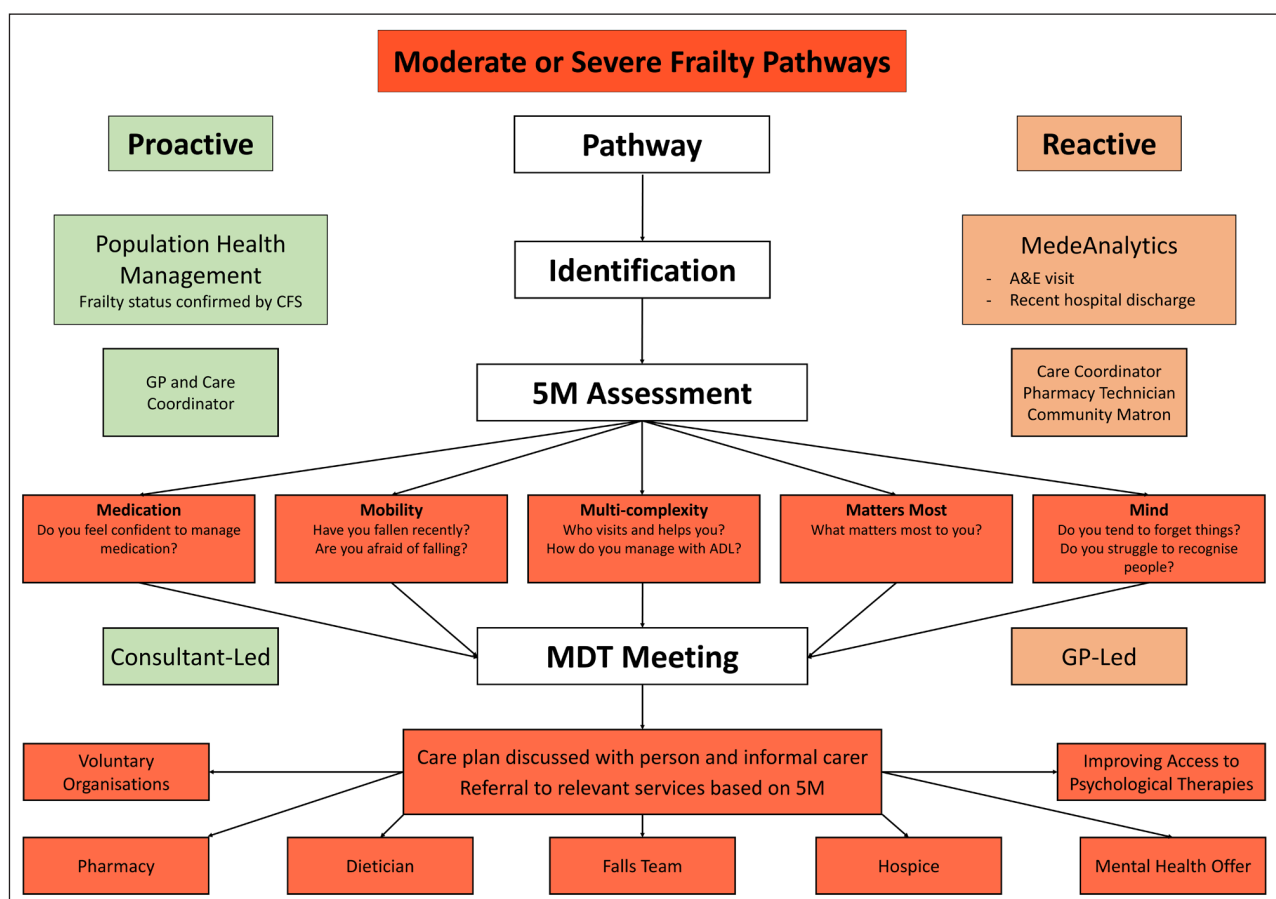 Moderate or Severe Frailty Pathways
Proactive
Pathway
Reactive
Population Health
Management
Frailty status confirmed by CFS
Identification
MedeAnalytics
- A&E visit
- Recent hospital discharge
GP and Care
Coordinator
5M Assessment
Care Coordinator
Pharmacy Technician
Community Matron
Medication
Do you feel confident to manage
medication?
Mobility
Have you fallen recently?
Are you afraid of falling?
Multi-complexity
Who visits and helps you?
How do you manage with ADL?
Matters Most
What matters most to you?
Mind
Do you tend to forget things?
Do you struggle to recognise
people?
Consultant-Led
MDT Meeting
GP-Led
Voluntary
Organisations
Care plan discussed with person and informal carer
Referral to relevant services based on 5M
Improving Access to
Psychological Therapies
Pharmacy
Dietician
Falls Team
Hospice
Mental Health Offer